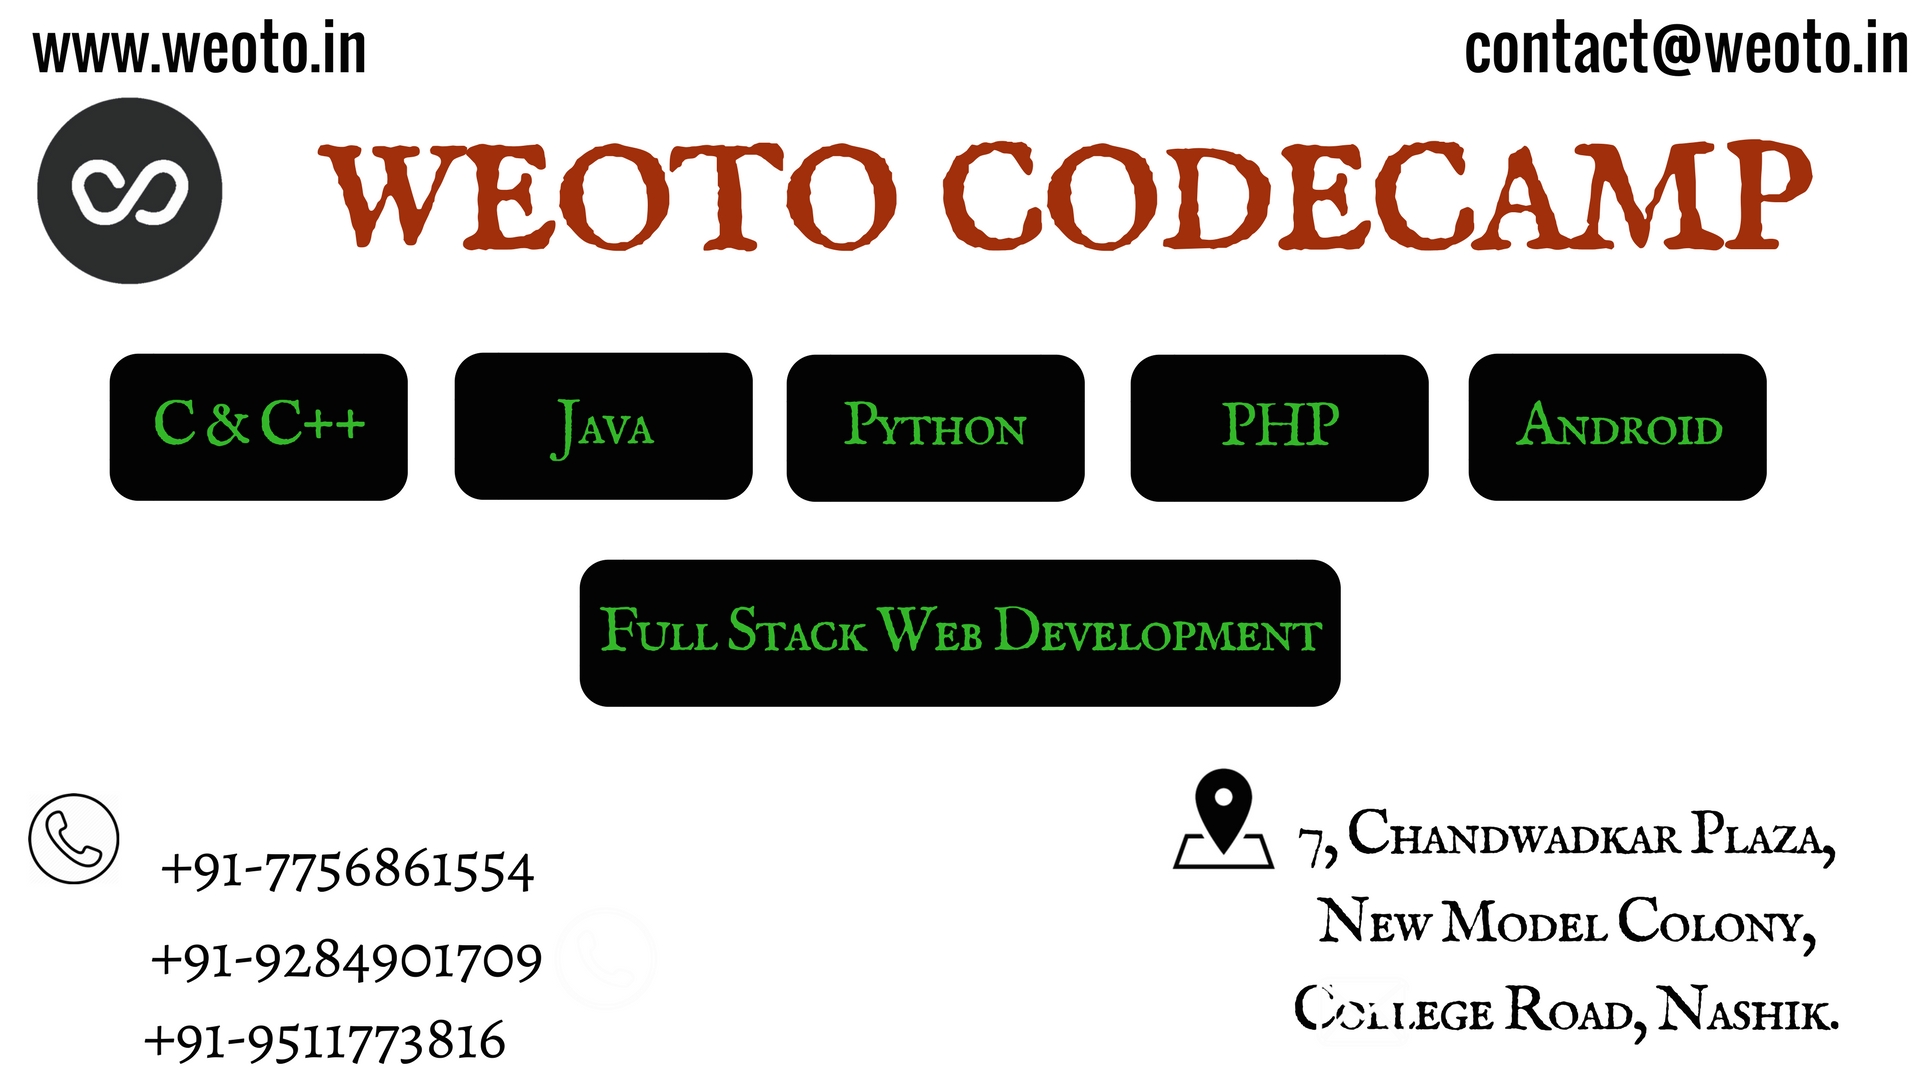 www.weoto.in
contact@weoto.in
WEOTO CODECAMP
C & C++
Java
Python
PHP
Android
Full Stack Web Development
+91-7756861554
+91-9284901709
+91-9511773816
7, Chandwadkar Plaza,
New Model Colony,
College Road, Nashik.